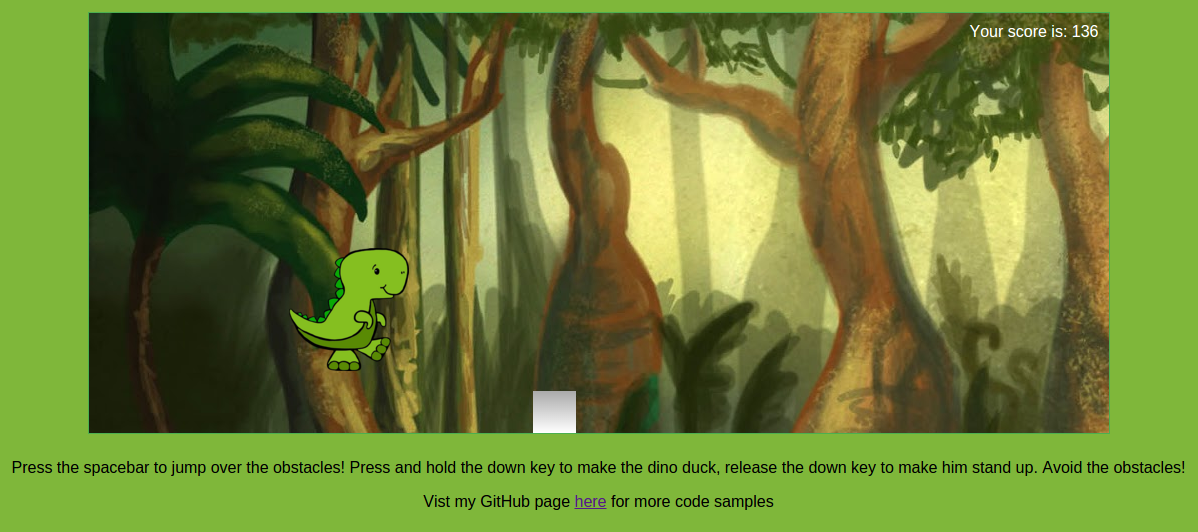 Your score is: 136
Press the spacebar to jump over the obstacles! Press and hold the down key to make the dino duck, release the down key to make him stand up. Avoid the obstacles!
Vist my GitHub page here for more code samples